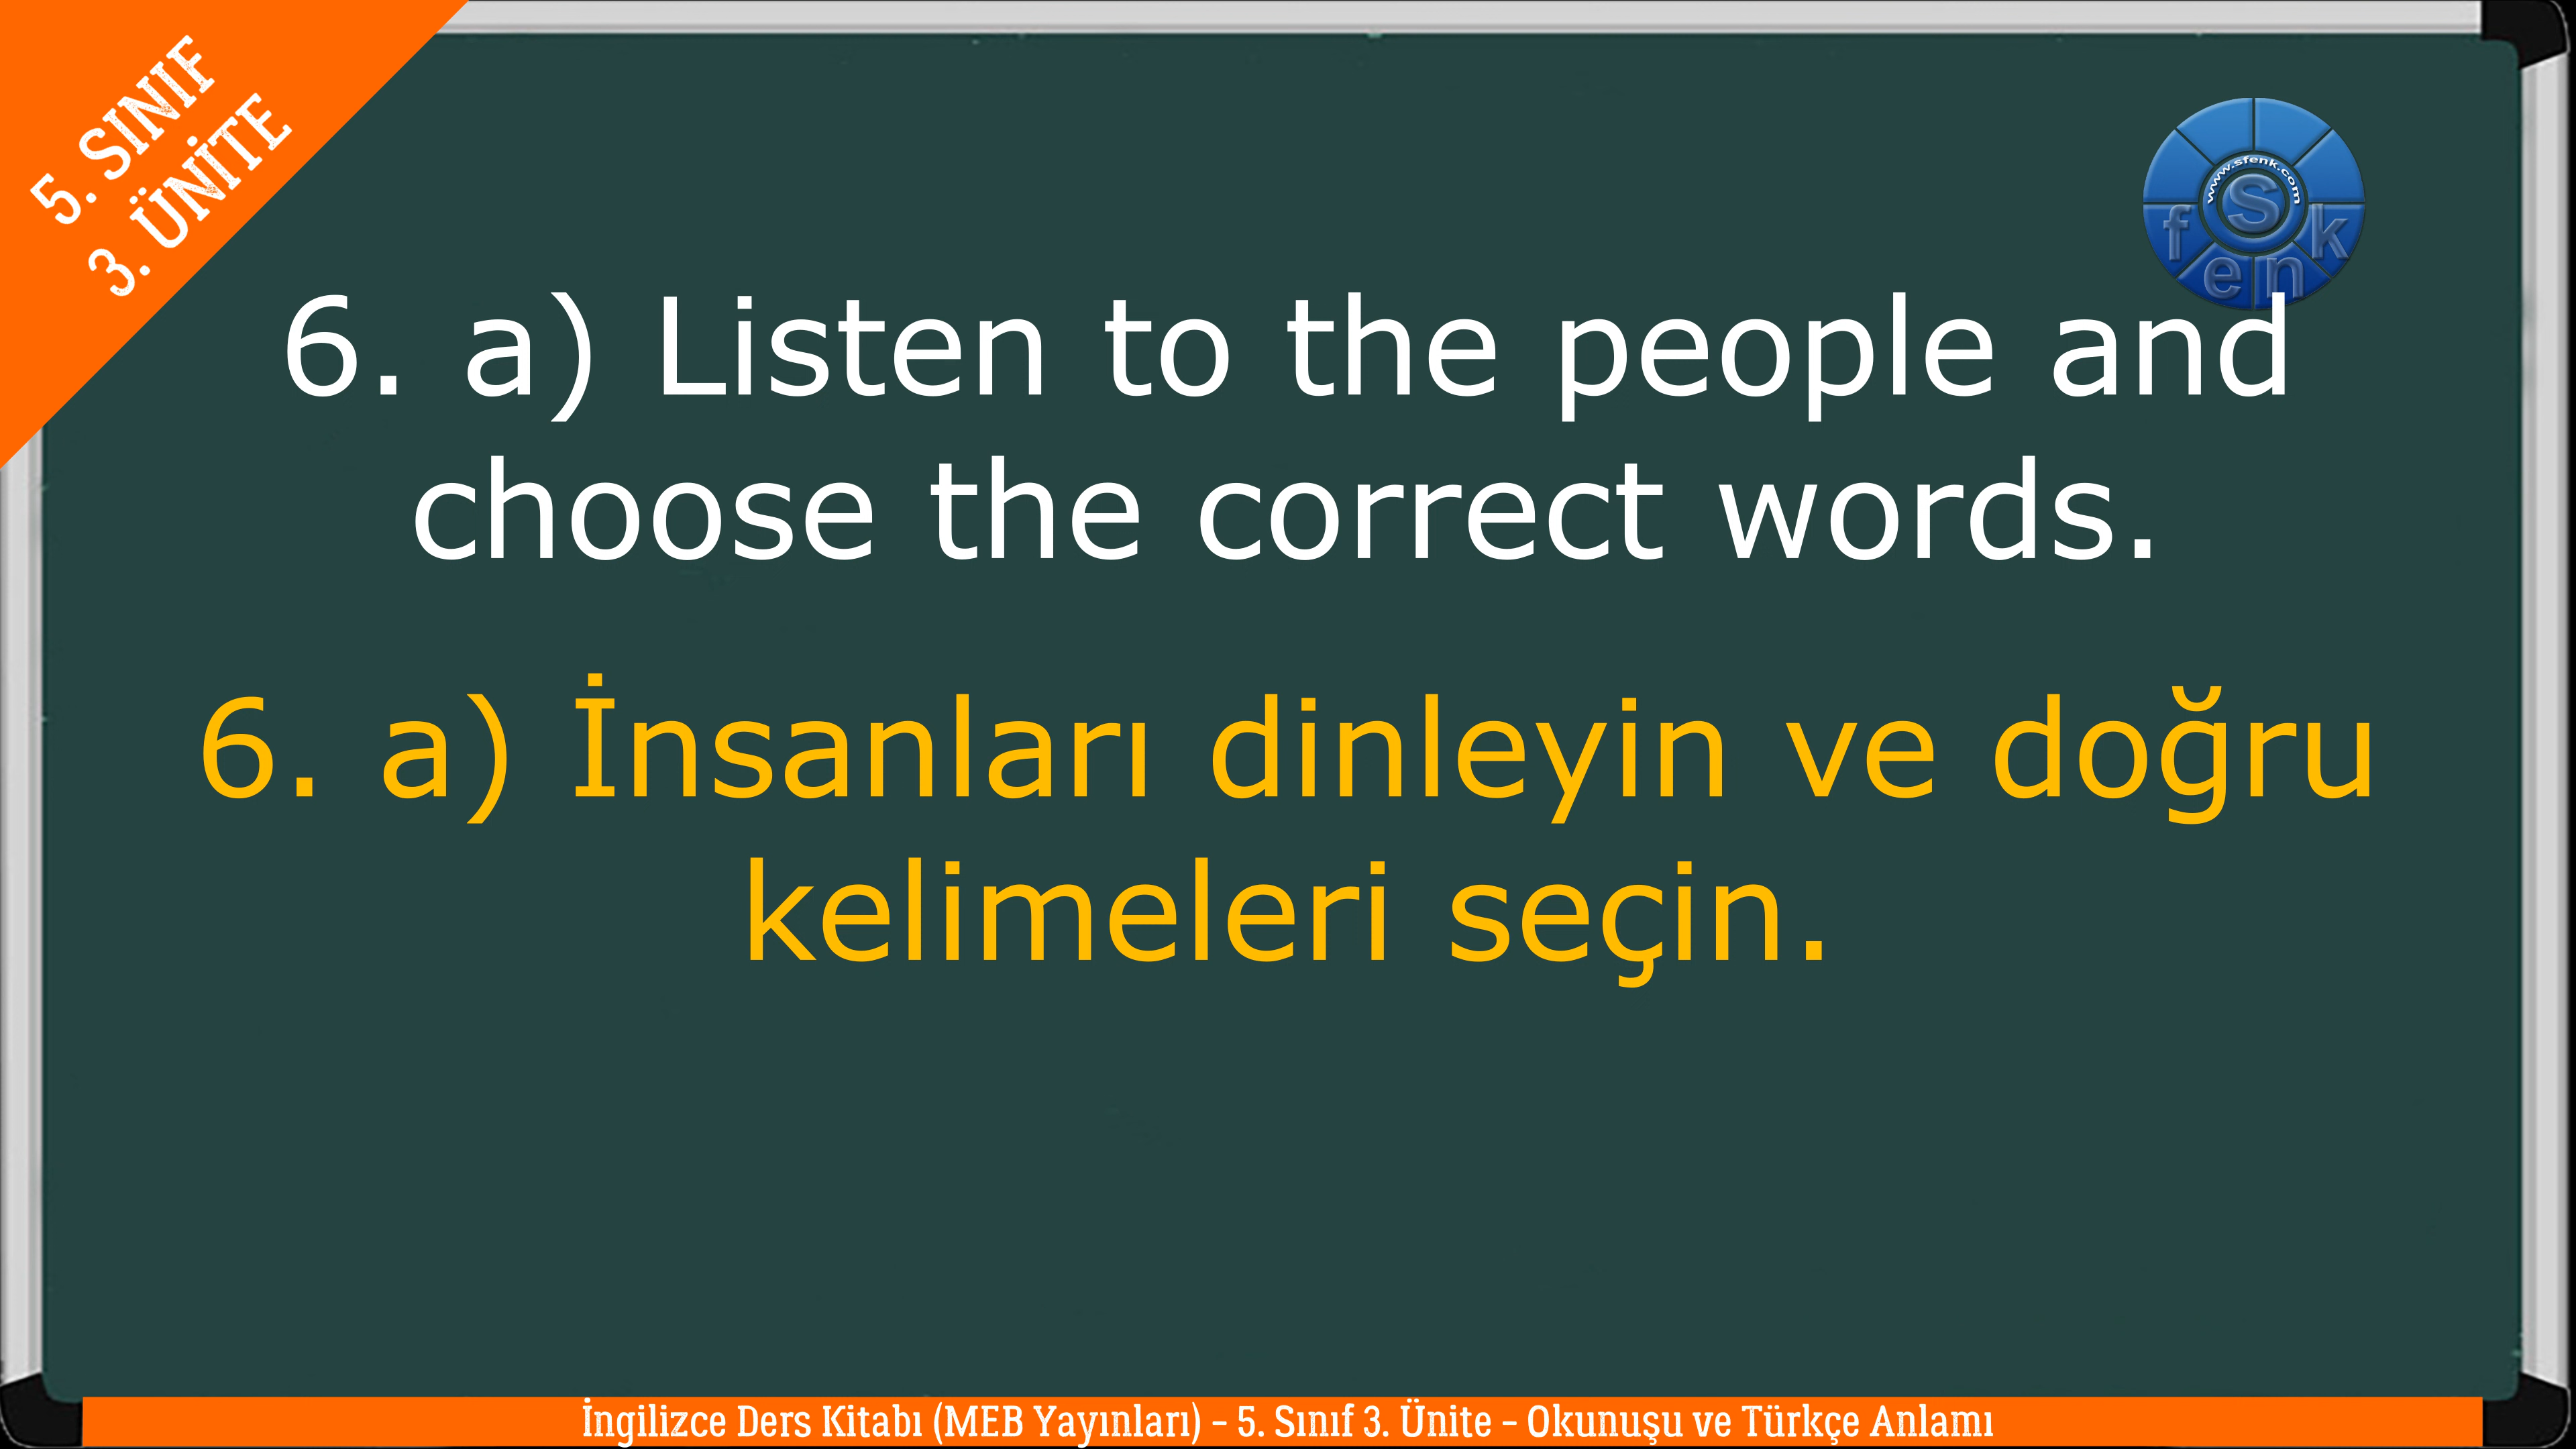 5. SINIF
3. ÜNİTE
www.sfenk.com
S
f e n k
6. a) Listen to the people and
choose the correct words.
6. a) İnsanları dinleyin ve doğru
kelimeleri seçin.
İngilizce Ders Kitabı (MEB Yayınları) – 5. Sınıf 3. Ünite – Okunuşu ve Türkçe Anlamı